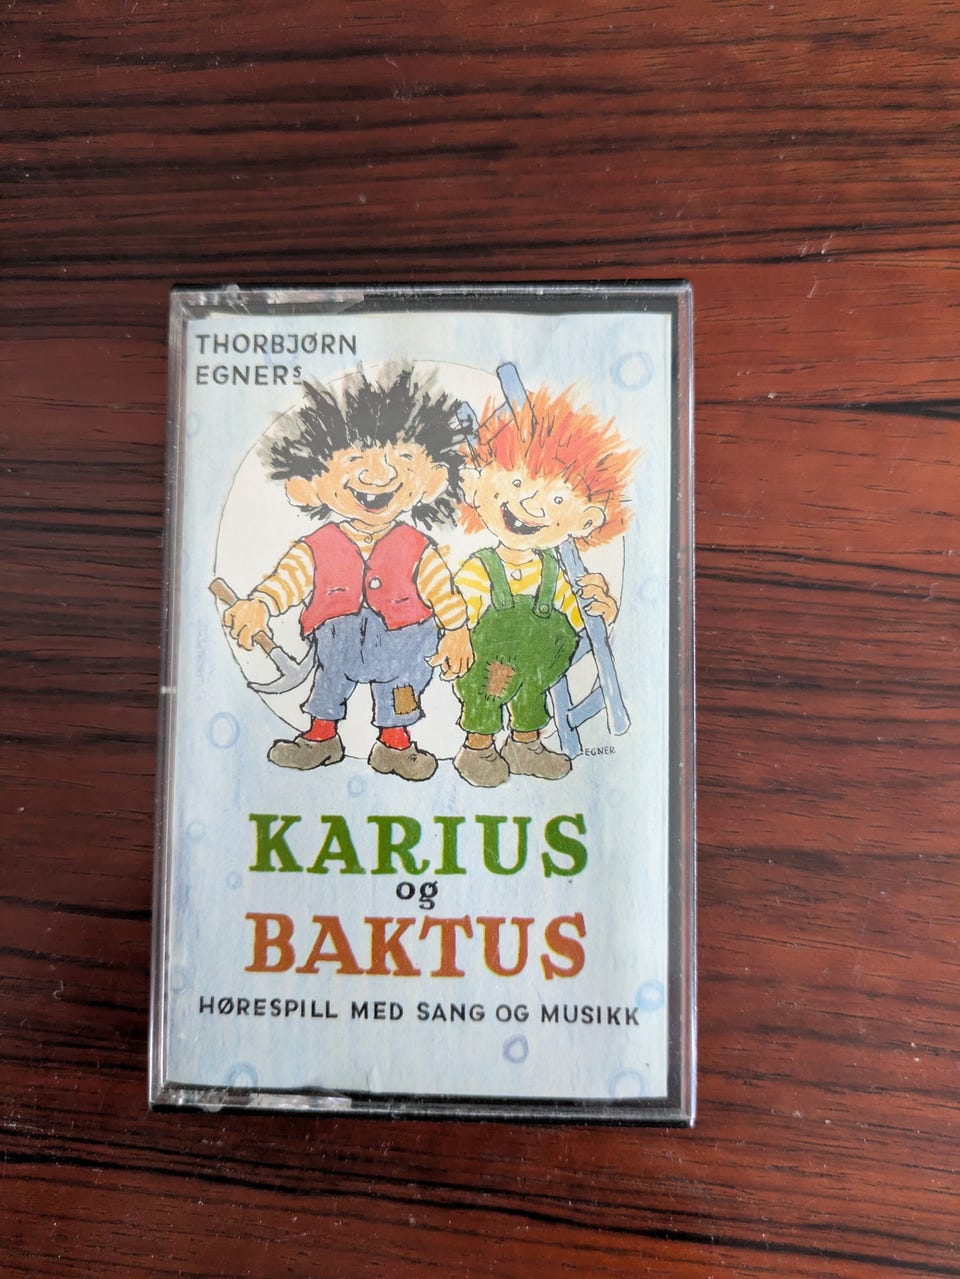 THORBJØRN
EGNERs
EGNER
KARIUS
og
BAKTUS
HØRESPILL MED SANG OG MUSIKK